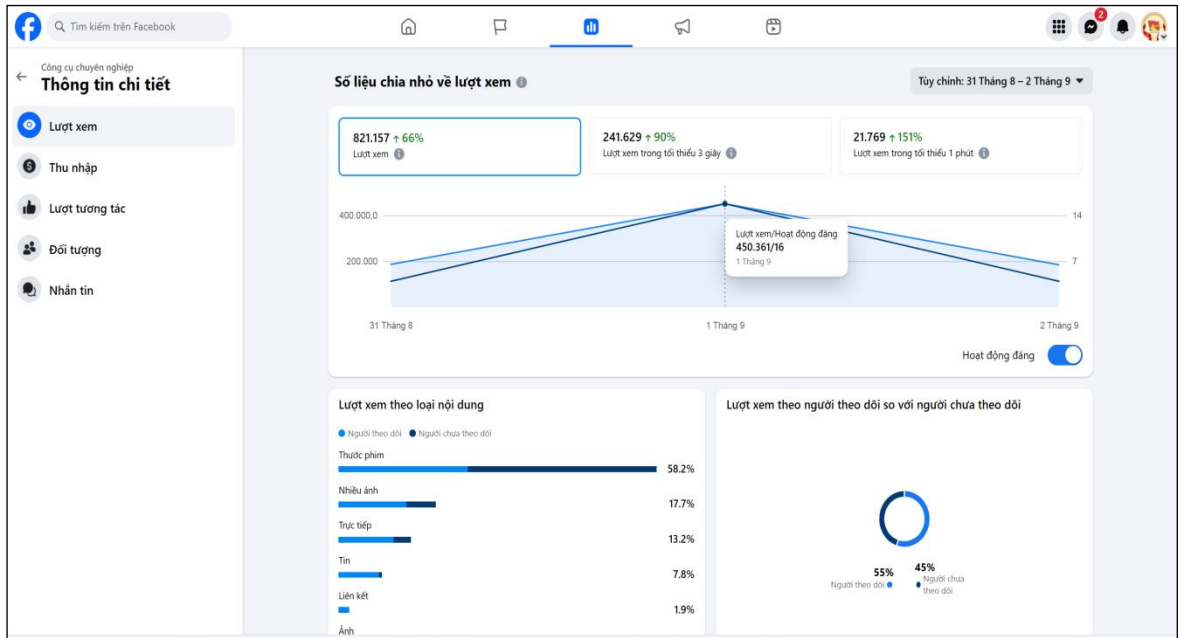 Tìm kiếm trên Facebook
2
Công cụ chuyên nghiệp
Thông tin chi tiết
Lượt xem
Thu nhập
Lượt tương tác
Đối tượng
Nhắn tin
Số liệu chia nhỏ về lượt xem
Tùy chỉnh: 31 Tháng 8 – 2 Tháng 9
821.157 ↑ 66%
Lượt xem
241.629 ↑ 90%
Lượt xem trong tối thiểu 3 giây
21.769 ↑ 151%
Lượt xem trong tối thiểu 1 phút
400.000,0
14
Lượt xem/Hoạt động đăng
450.361/16
1 Tháng 9
200.000
7
31 Tháng 8
1 Tháng 9
2 Tháng 9
Hoạt động đăng
Lượt xem theo loại nội dung
Người theo dõi
Người chưa theo dõi
Thước phim
58.2%
Nhiều ảnh
17.7%
Trực tiếp
13.2%
Tin
7.8%
Liên kết
1.9%
Ảnh
Lượt xem theo người theo dõi so với người chưa theo dõi
55%
Người theo dõi
45%
Người chưa
theo dõi